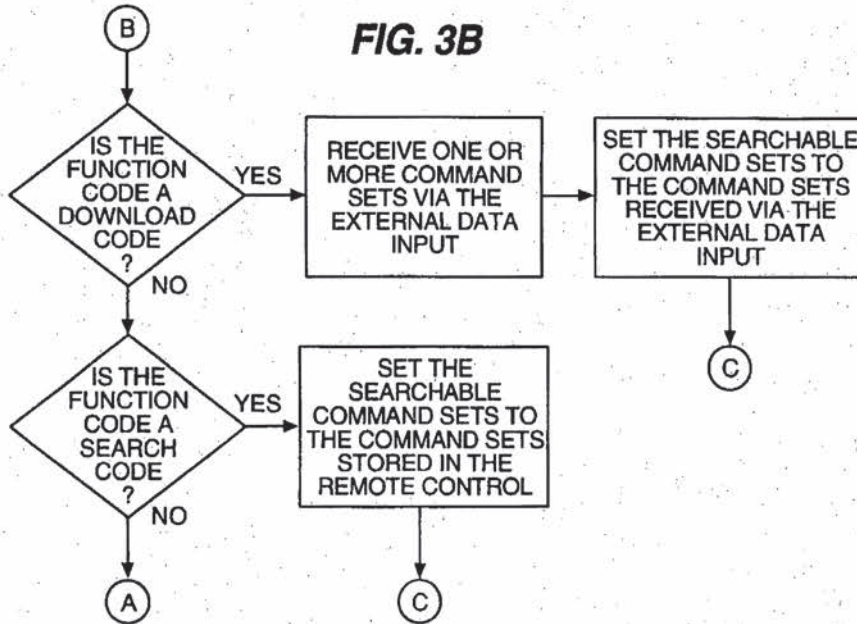 B
FIG. 3B
IS THE
FUNCTION
CODE A
DOWNLOAD
CODE
?
YES
NO
RECEIVE ONE OR
MORE COMMAND
SETS VIA THE
EXTERNAL DATA
INPUT
SET THE SEARCHABLE
COMMAND SETS TO
THE COMMAND SETS
RECEIVED VIA THE
EXTERNAL DATA
INPUT
C
IS THE
FUNCTION
CODE A
SEARCH
CODE
?
YES
NO
SET THE
SEARCHABLE
COMMAND SETS TO
THE COMMAND SETS
STORED IN THE
REMOTE CONTROL
A
C